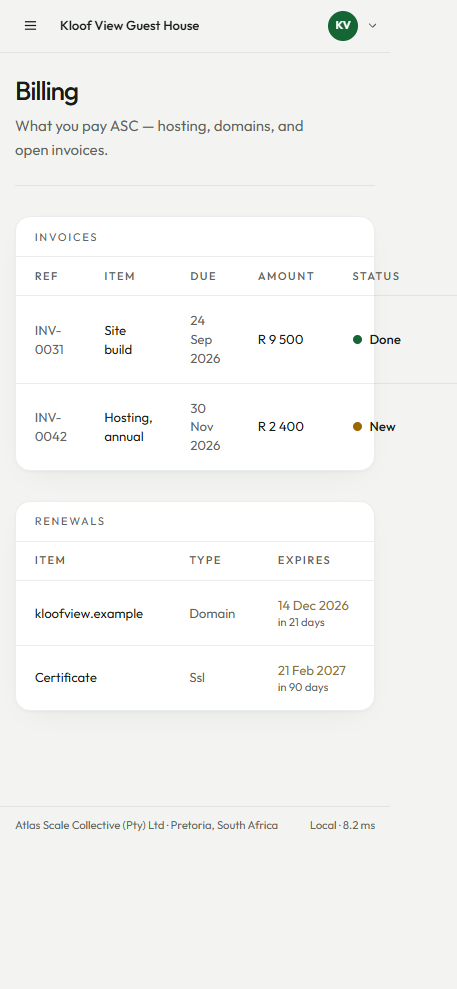 Kloof View Guest House
KV
Billing
What you pay ASC — hosting, domains, and
open invoices.
INVOICES
REF ITEM DUE AMOUNT STATUS
INV-
0031
Site
build
24
Sep
2026
R 9 500
Done
INV-
0042
Hosting,
annual
30
Nov
2026
R 2 400
New
RENEWALS
ITEM TYPE EXPIRES
kloofview.example Domain 14 Dec 2026
in 21 days
Certificate Ssl 21 Feb 2027
in 90 days
Atlas Scale Collective (Pty) Ltd · Pretoria, South Africa Local · 8.2 ms